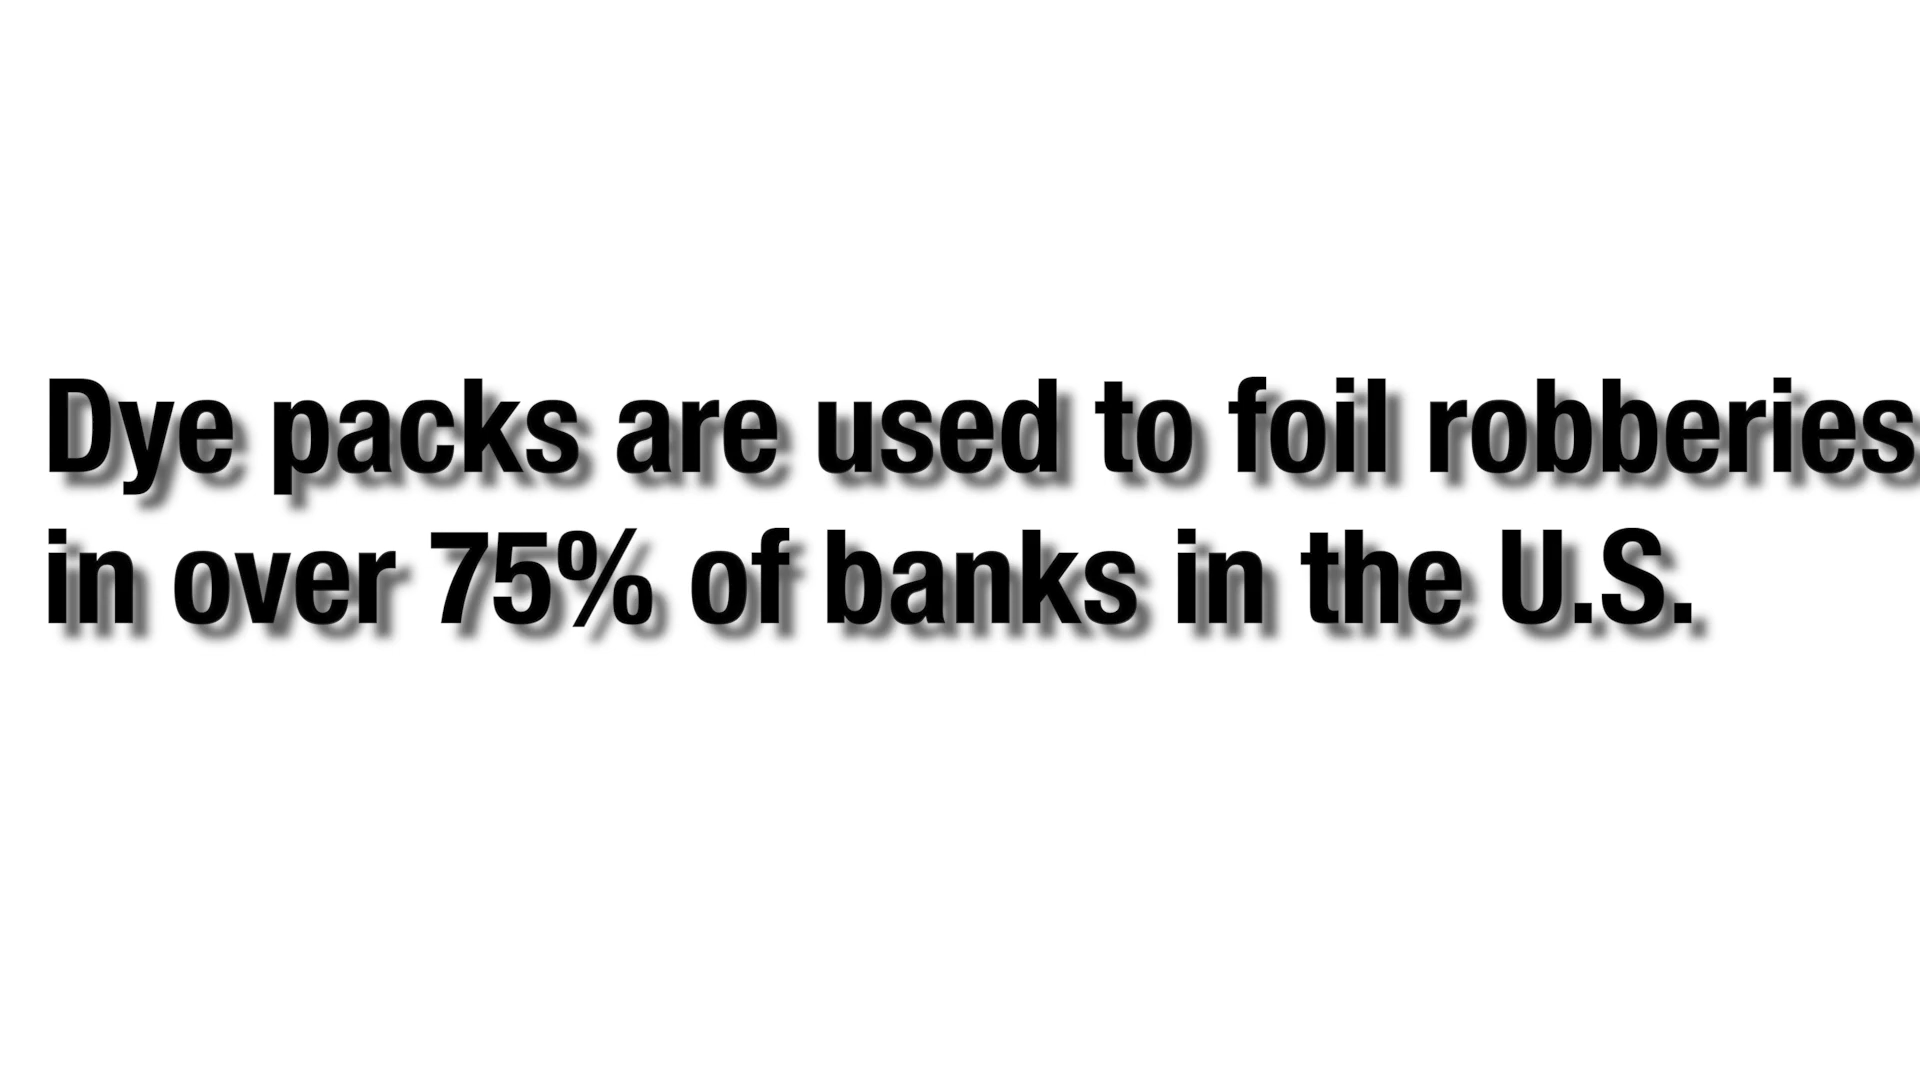 Dye packs are used to foil robberies
in over 75% of banks in the U.S.